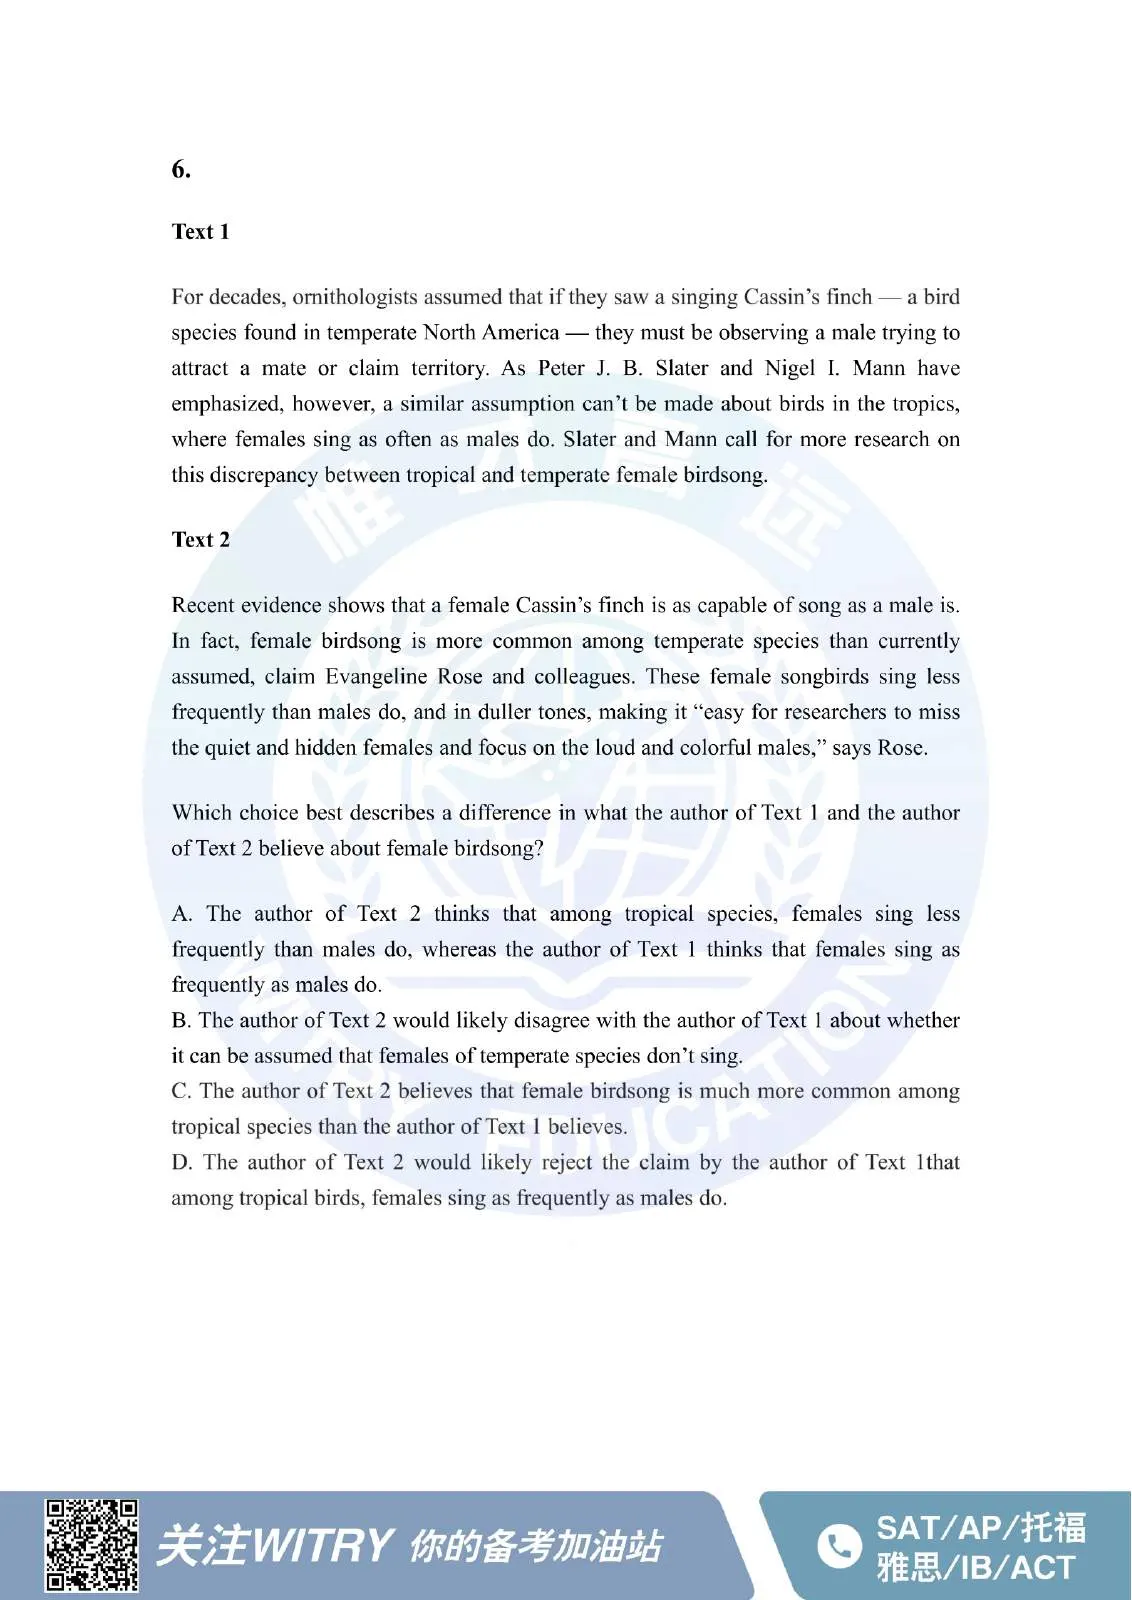 6.
Text 1
For decades, ornithologists assumed that if they saw a singing Cassin’s finch — a bird
species found in temperate North America — they must be observing a male trying to
attract a mate or claim territory. As Peter J. B. Slater and Nigel I. Mann have
emphasized, however, a similar assumption can’t be made about birds in the tropics,
where females sing as often as males do. Slater and Mann call for more research on
this discrepancy between tropical and temperate female birdsong.
Text 2
Recent evidence shows that a female Cassin’s finch is as capable of song as a male is.
In fact, female birdsong is more common among temperate species than currently
assumed, claim Evangeline Rose and colleagues. These female songbirds sing less
frequently than males do, and in duller tones, making it “easy for researchers to miss
the quiet and hidden females and focus on the loud and colorful males,” says Rose.
Which choice best describes a difference in what the author of Text 1 and the author
of Text 2 believe about female birdsong?
A. The author of Text 2 thinks that among tropical species, females sing less
frequently than males do, whereas the author of Text 1 thinks that females sing as
frequently as males do.
B. The author of Text 2 would likely disagree with the author of Text 1 about whether
it can be assumed that females of temperate species don’t sing.
C. The author of Text 2 believes that female birdsong is much more common among
tropical species than the author of Text 1 believes.
D. The author of Text 2 would likely reject the claim by the author of Text 1that
among tropical birds, females sing as frequently as males do.
WITRY EDUCATION
关注WITRY 你的备考加油站
SAT/AP/托福
雅思/IB/ACT